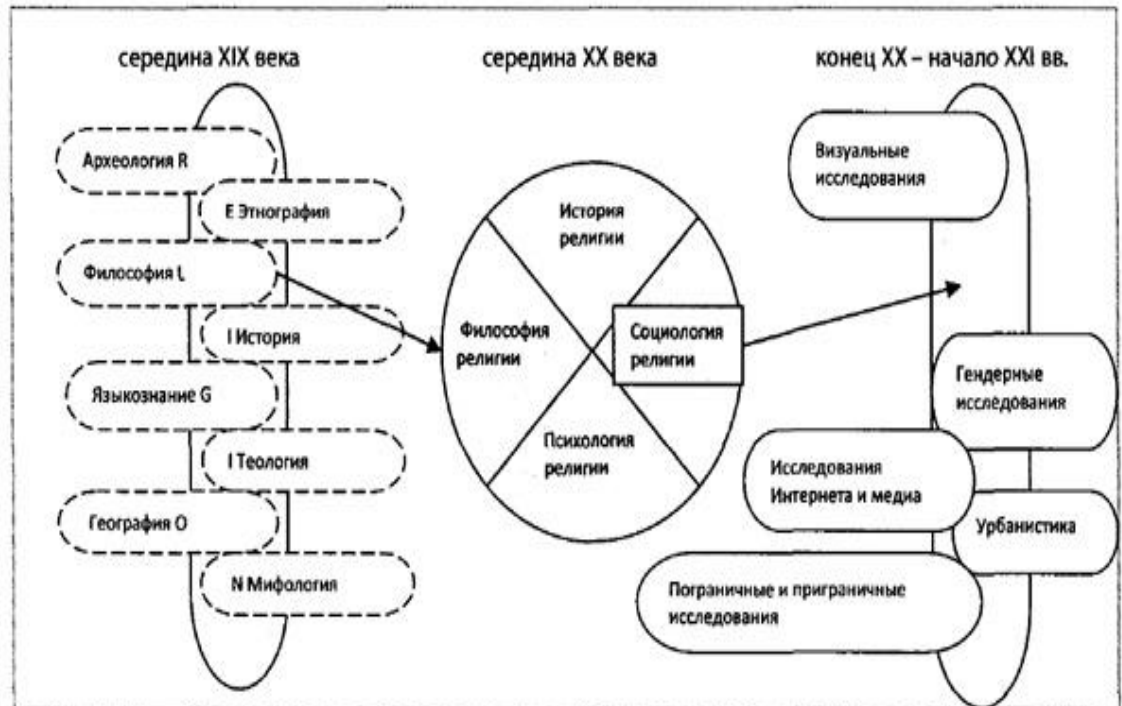 середина XIX века
Археология R
E Этнография
Философия L
I История
Языкознание G
I Теология
География O
N Мифология
середина XX века
История
религии
Философия
религии
Социология
религии
Психология
религии
конец XX – начало XXI вв.
Визуальные
исследования
Гендерные
исследования
Исследования
Интернета и медиа
Урбанистика
Пограничные и приграничные
исследования